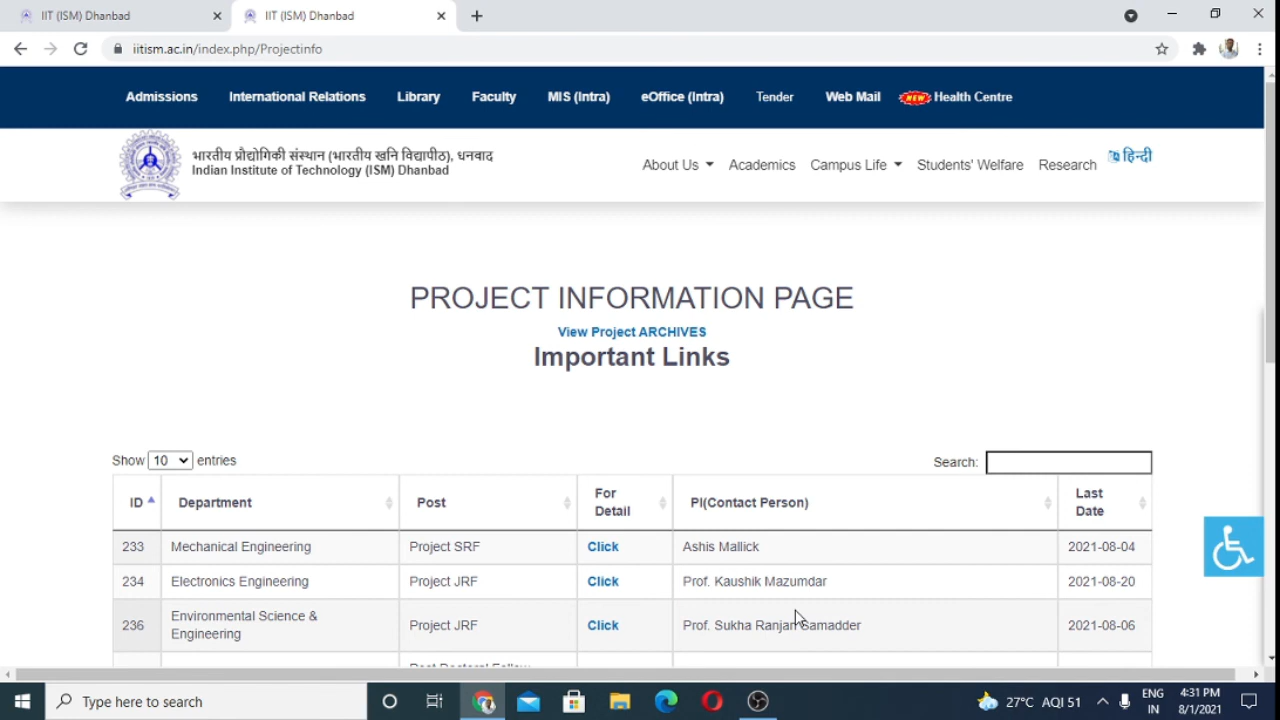 IIT (ISM) Dhanbad
IIT (ISM) Dhanbad
iitism.ac.in/index.php/Projectinfo
Admissions International Relations Library Faculty MIS (Intra) eOffice (Intra) Tender Web Mail NEW Health Centre
भारतीय प्रौद्योगिकी संस्थान (भारतीय खनि विद्यापीठ), धनबाद
Indian Institute of Technology (ISM) Dhanbad
About Us Academics Campus Life Students' Welfare Research हिन्दी
PROJECT INFORMATION PAGE
View Project ARCHIVES
Important Links
Show 10 entries Search:
ID Department Post For Detail PI(Contact Person) Last Date
233 Mechanical Engineering Project SRF Click Ashis Mallick 2021-08-04
234 Electronics Engineering Project JRF Click Prof. Kaushik Mazumdar 2021-08-20
236 Environmental Science & Engineering Project JRF Click Prof. Sukha Ranjan Samadder 2021-08-06
Post Doctoral Fellow
Type here to search 27°C AQI 51 ENG IN 4:31 PM 8/1/2021